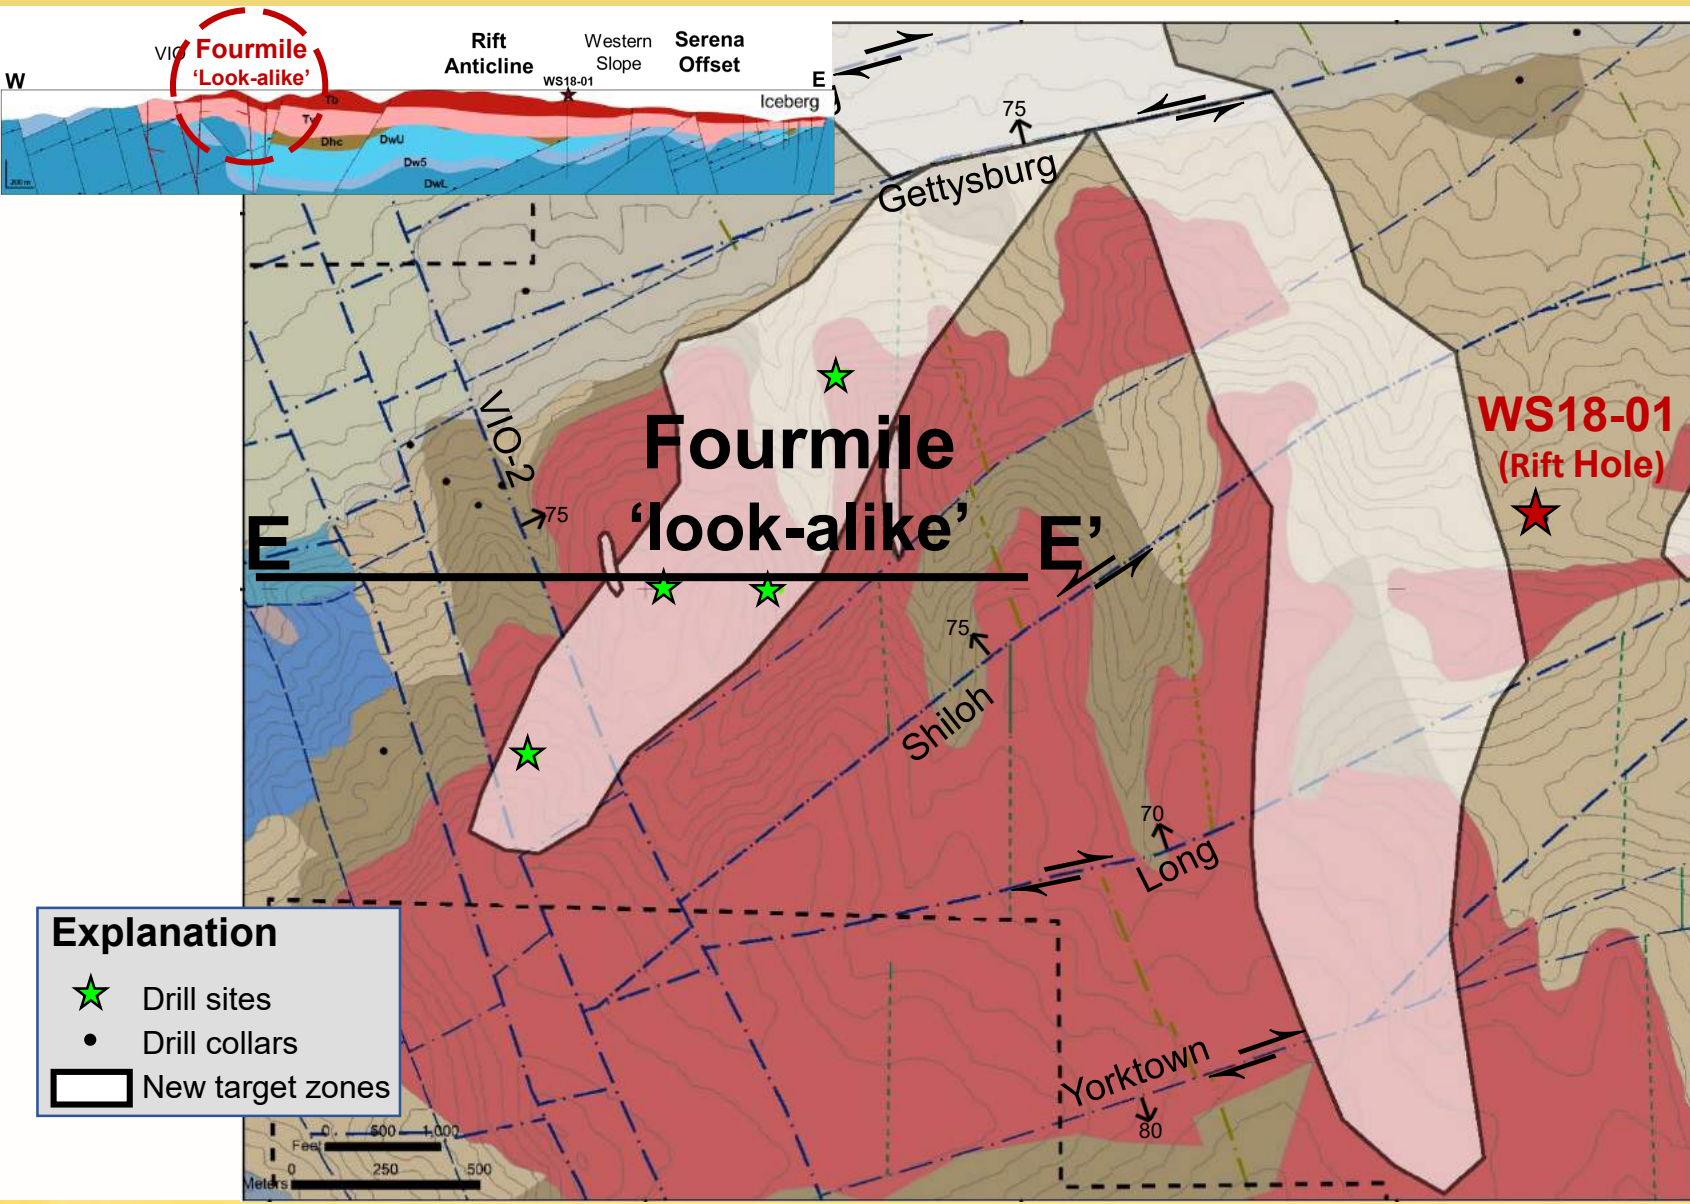 VIO
Fourmile
‘Look-alike’
Rift
Anticline
Western
Slope
Serena
Offset
W
WS18-01
E
Iceberg
Tb
Dhc
DwU
Dw5
DwL
75
Gettysburg
VIO-2
75
Fourmile
‘look-alike’
WS18-01
(Rift Hole)
E
E’
75
Shiloh
70
Long
Yorktown
80
Explanation
Drill sites
Drill collars
New target zones
0 500 1,000
Feet
0 250 500
Meters